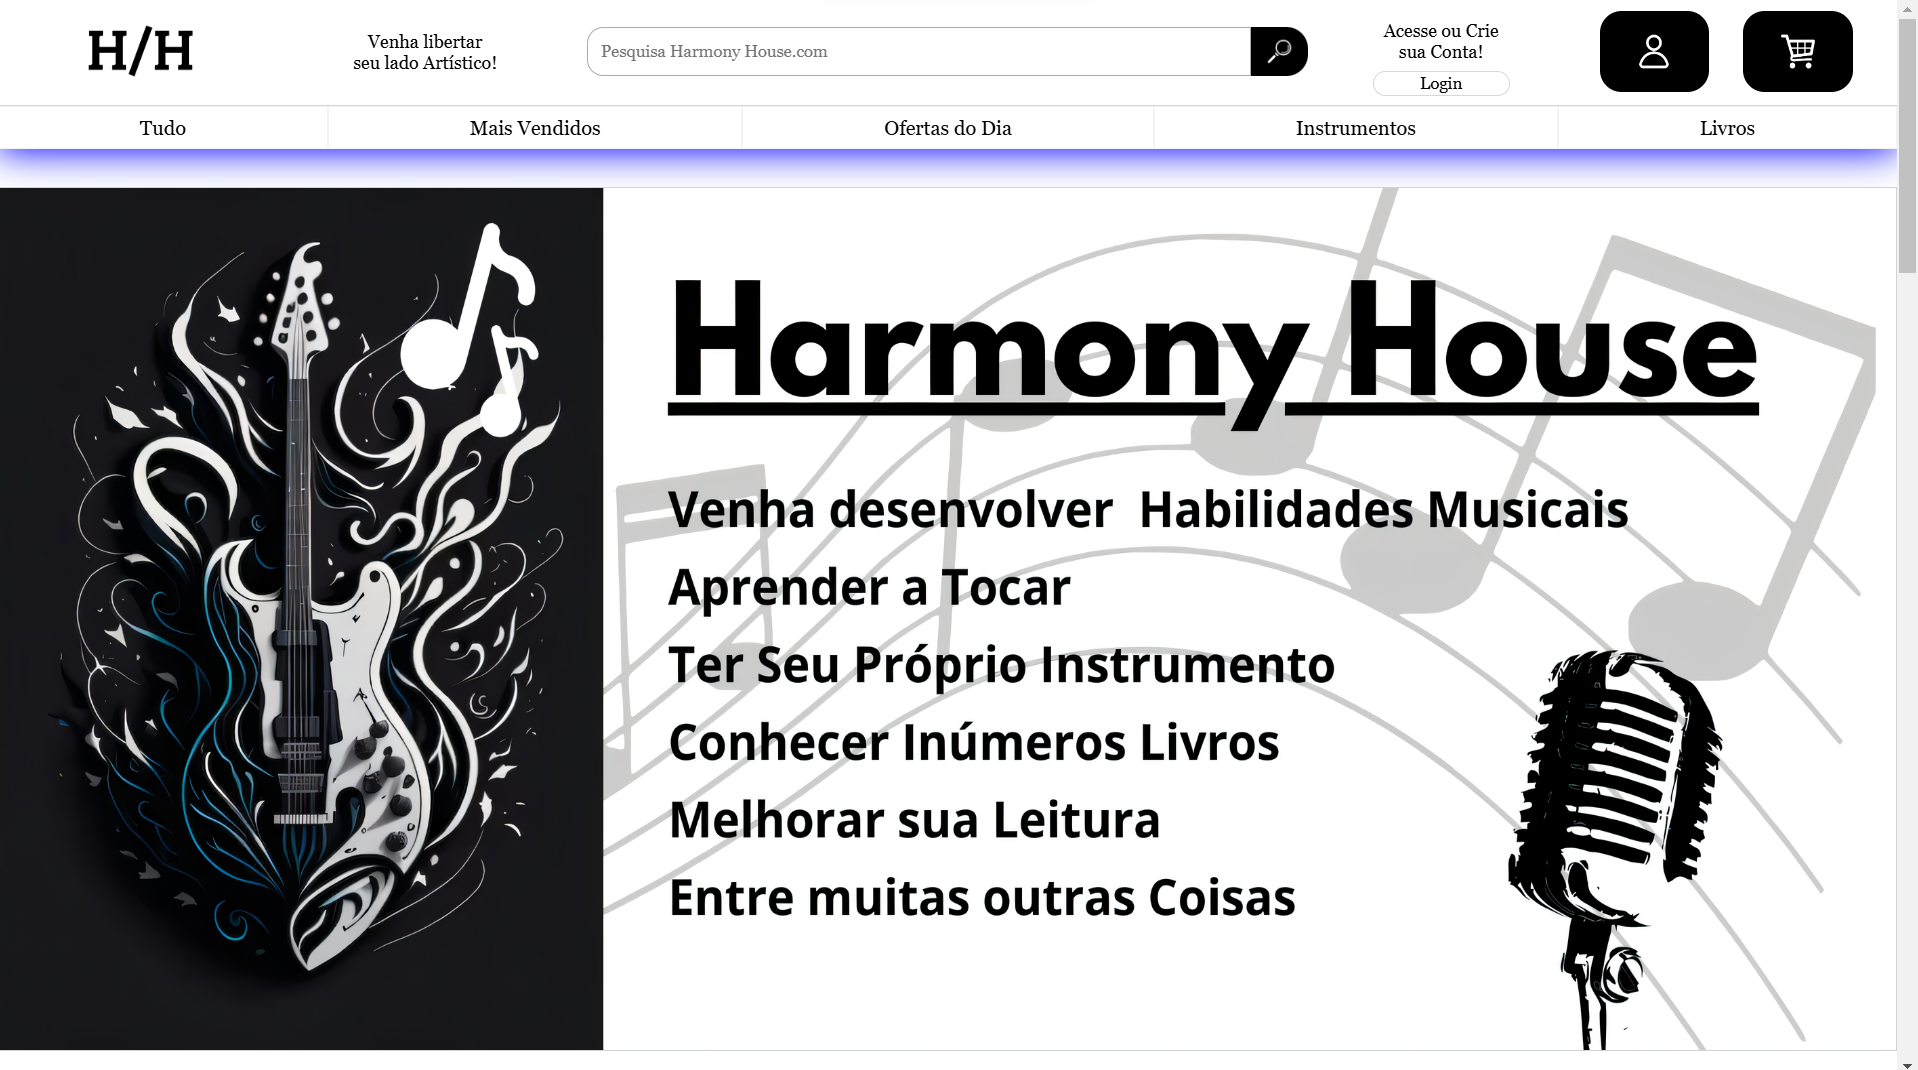 H/H
Venha libertar
seu lado Artístico!
Pesquisa Harmony House.com
Acesse ou Crie
sua Conta!
Login
Tudo
Mais Vendidos
Ofertas do Dia
Instrumentos
Livros
Harmony House
Venha desenvolver  Habilidades Musicais
Aprender a Tocar
Ter Seu Próprio Instrumento
Conhecer Inúmeros Livros
Melhorar sua Leitura
Entre muitas outras Coisas